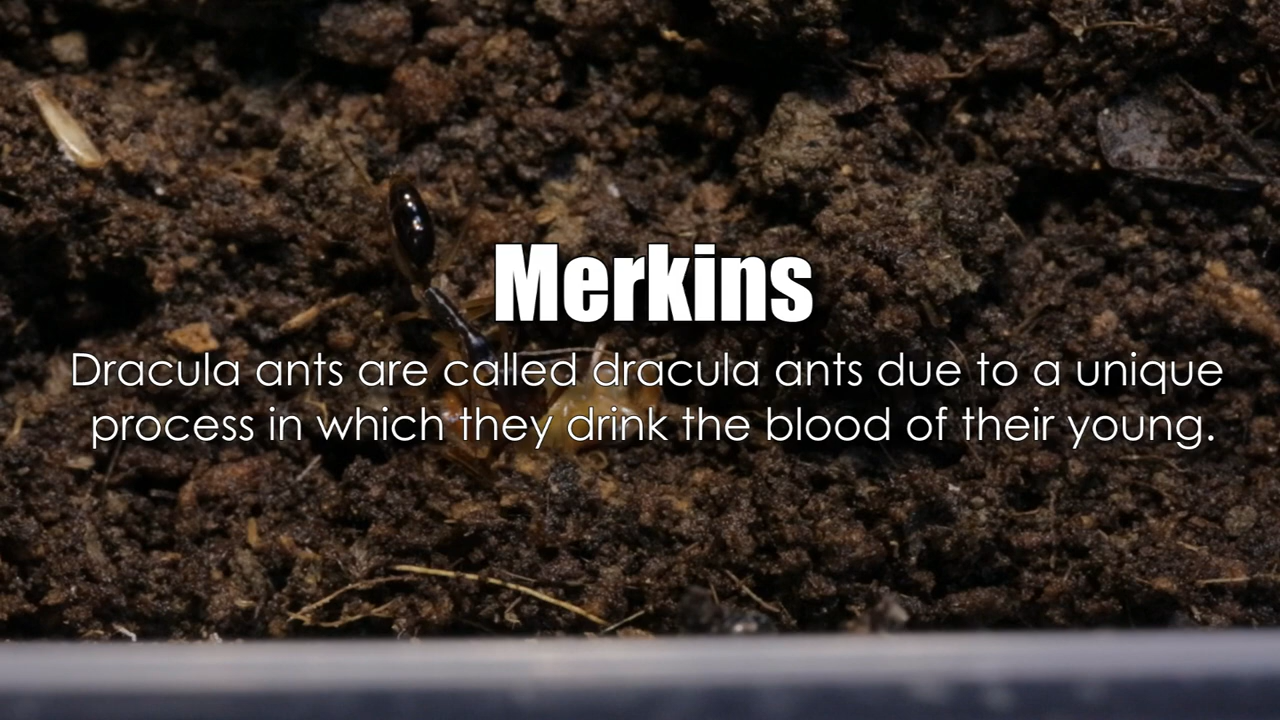 Merkins
Dracula ants are called dracula ants due to a unique
process in which they drink the blood of their young.